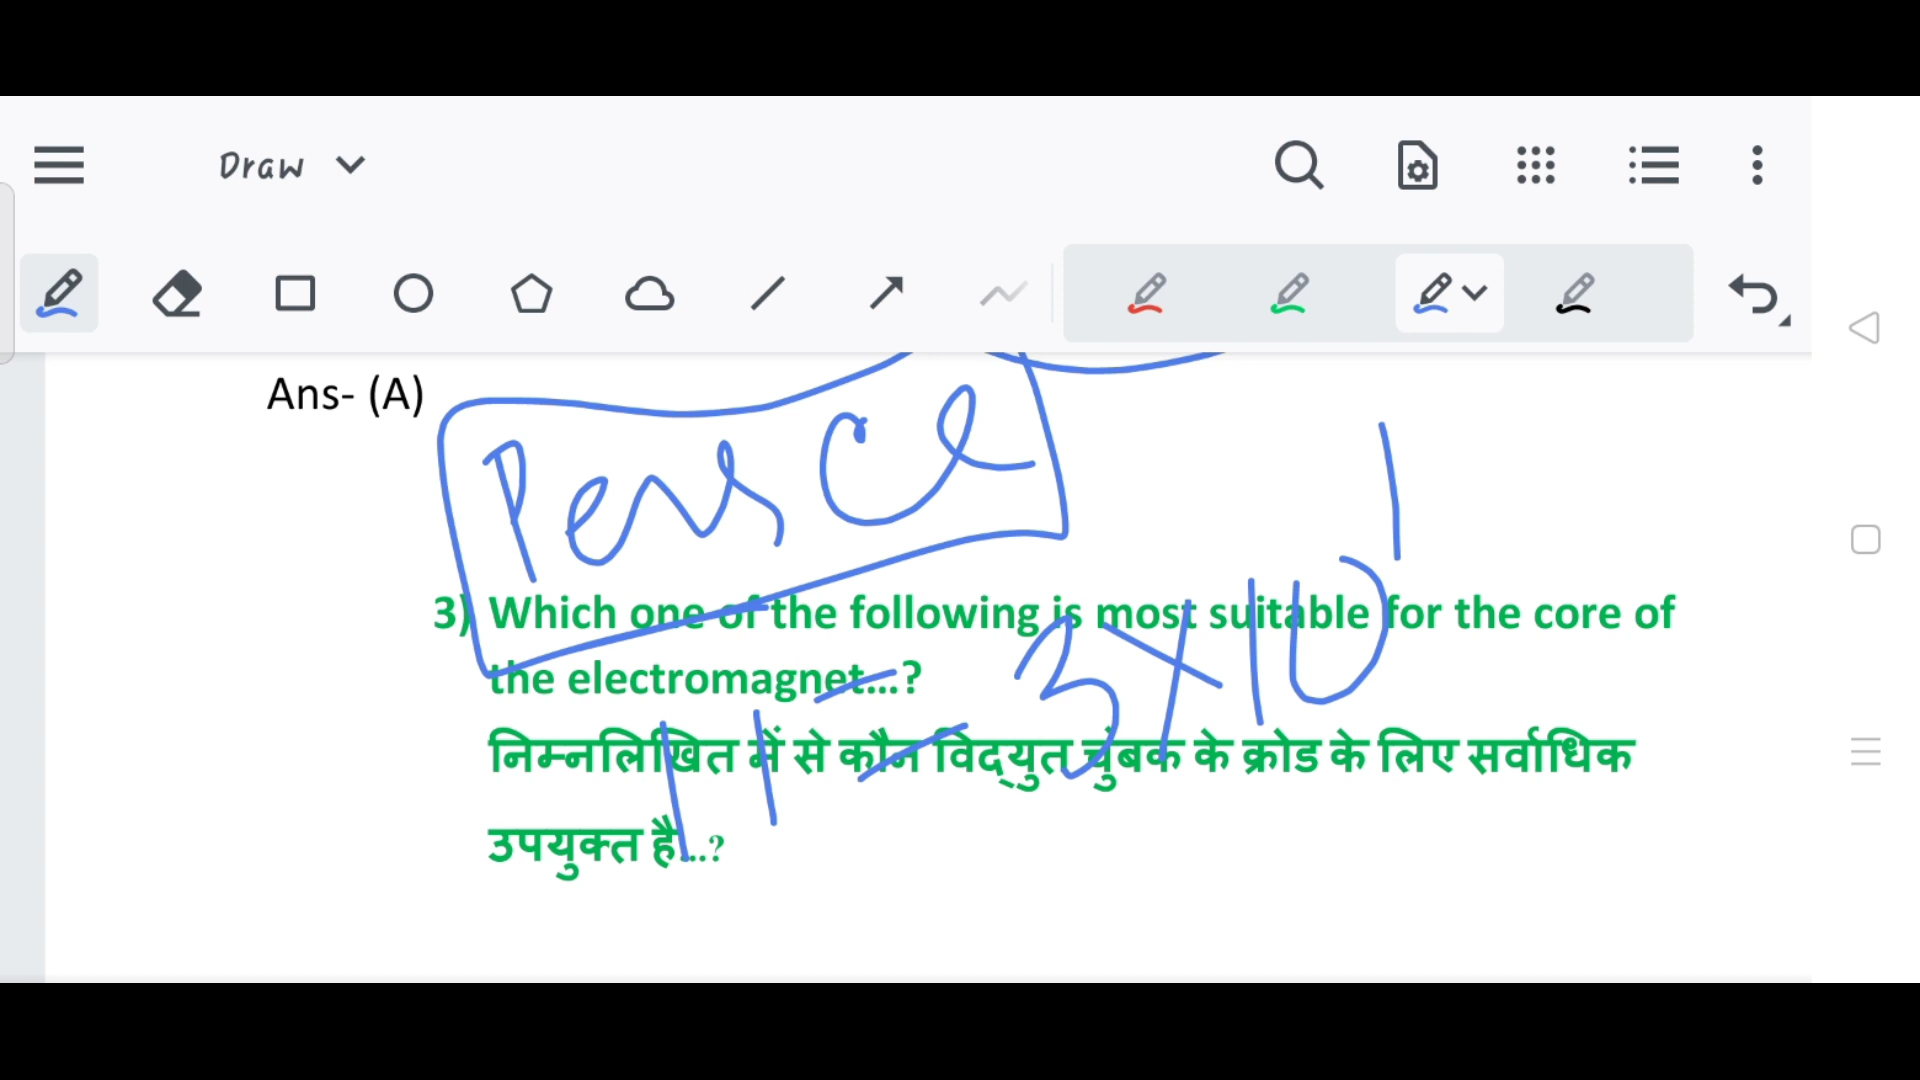 Draw
Ans- (A)
3) Which one of the following is most suitable for the core of
the electromagnet...?
निम्नलिखित में से कौन विद्युत् चुंबक के क्रोड के लिए सर्वाधिक
उपयुक्त है...?